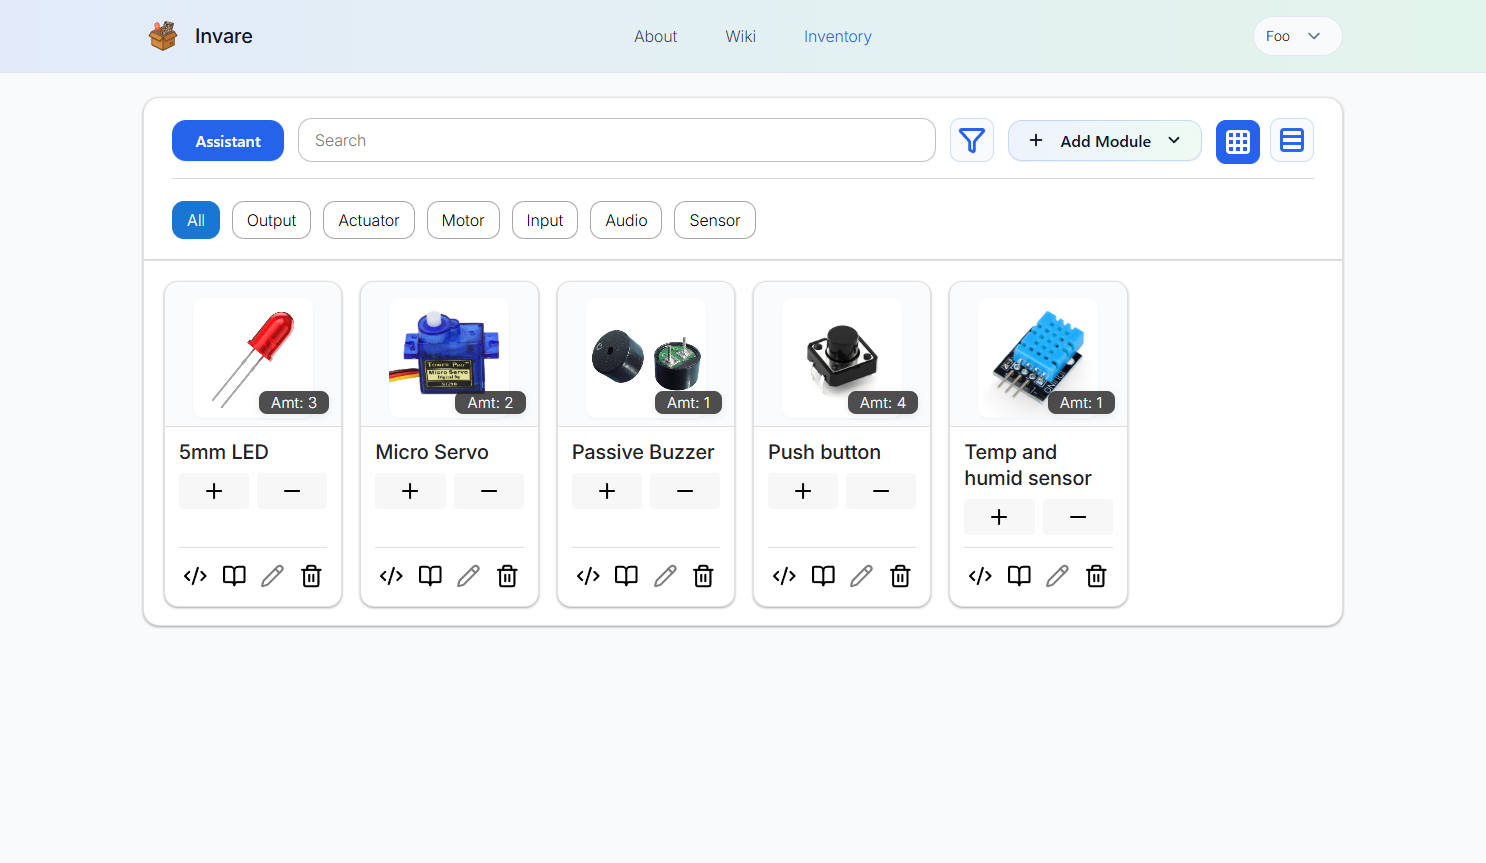 Invare
About
Wiki
Inventory
Foo
Assistant
Search
Add Module
All
Output
Actuator
Motor
Input
Audio
Sensor
Amt: 3
Amt: 2
Amt: 1
Amt: 4
Amt: 1
5mm LED
Micro Servo
Passive Buzzer
Push button
Temp and
humid sensor
Tower Pro
Micro Servo